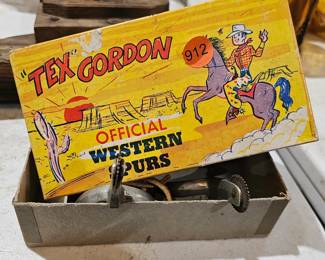 "TEX" GORDON
912
OFFICIAL
WESTERN
SPURS